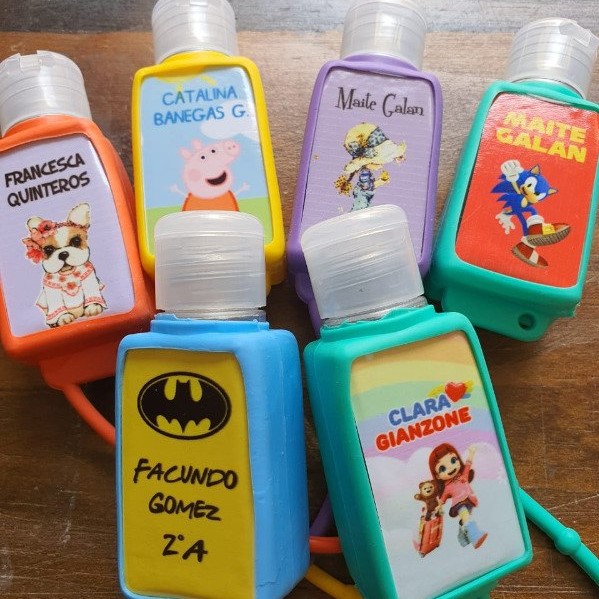 FRANCESCA
QUINTEROS
CATALINA
BANEGAS G.
Maite Galan
MAITE
GALAN
FACUNDO
GOMEZ
2°A
CLARA
GIANZONE